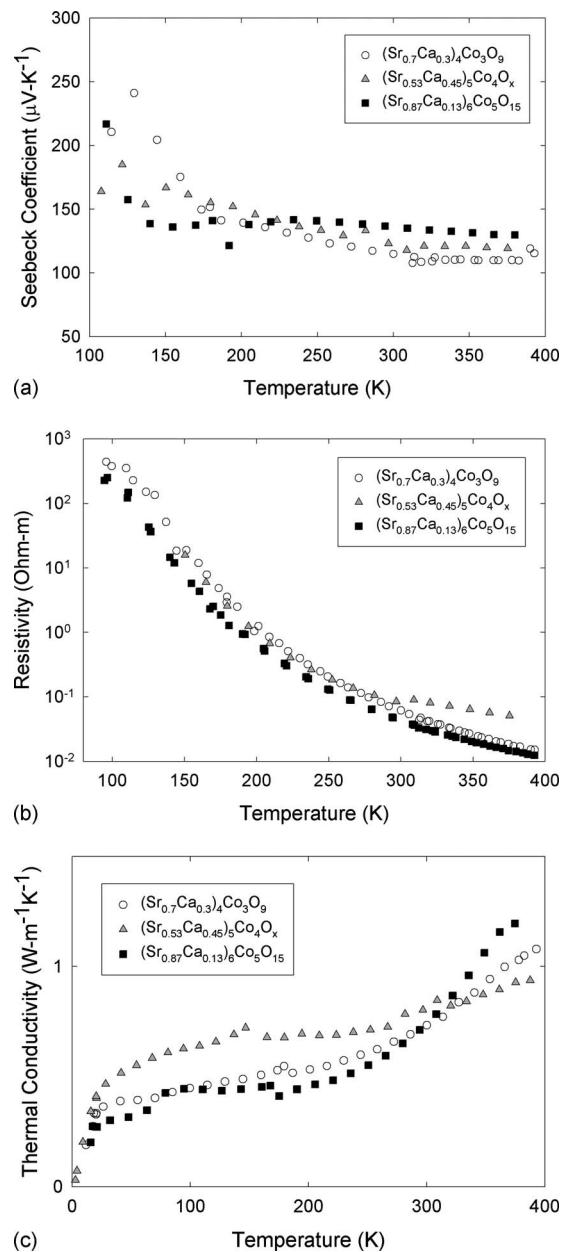 300
250
200
150
100
50
Seebeck Coefficient (μV-K⁻¹)
(Sr₀.₇Ca₀.₃)₄Co₃O₉
(Sr₀.₅₃Ca₀.₄₅)₅Co₄Oₓ
(Sr₀.₈₇Ca₀.₁₃)₆Co₅O₁₅
100 150 200 250 300 350 400
Temperature (K)
(a)
10³
10²
10¹
10⁰
10⁻¹
10⁻²
Resistivity (Ohm-m)
(Sr₀.₇Ca₀.₃)₄Co₃O₉
(Sr₀.₅₃Ca₀.₄₅)₅Co₄Oₓ
(Sr₀.₈₇Ca₀.₁₃)₆Co₅O₁₅
100 150 200 250 300 350 400
Temperature (K)
(b)
1
0
Thermal Conductivity (W-m⁻¹K⁻¹)
(Sr₀.₇Ca₀.₃)₄Co₃O₉
(Sr₀.₅₃Ca₀.₄₅)₅Co₄Oₓ
(Sr₀.₈₇Ca₀.₁₃)₆Co₅O₁₅
0 100 200 300 400
Temperature (K)
(c)